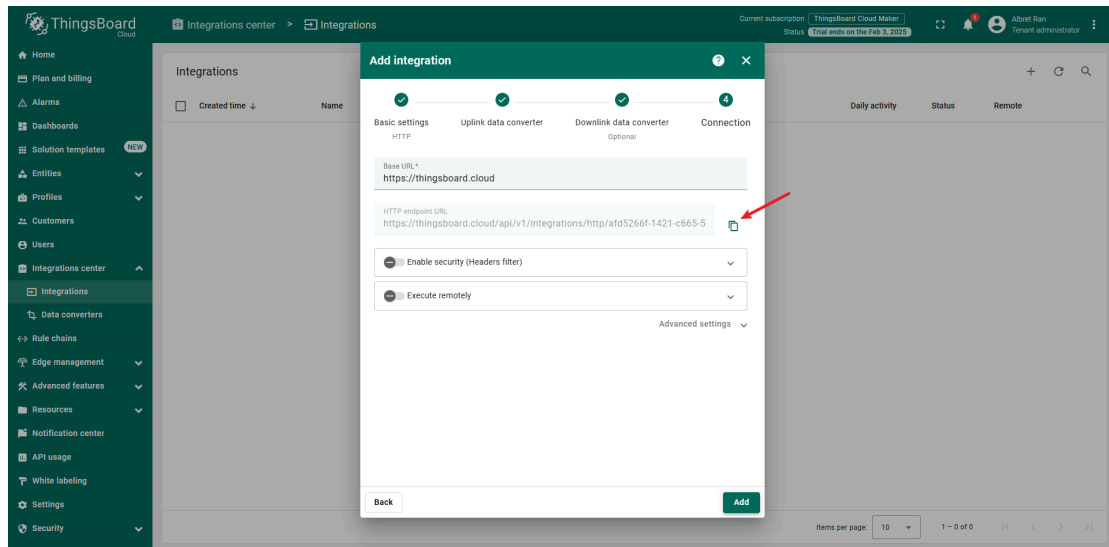 ThingsBoard
Cloud
Integrations center > Integrations
Current subscription ThingsBoard Cloud Maker
Status Trial ends on the Feb 3, 2025
Albret Ran
Tenant administrator
Home
Plan and billing
Alarms
Dashboards
Solution templates NEW
Entities
Profiles
Customers
Users
Integrations center
Integrations
Data converters
Rule chains
Edge management
Advanced features
Resources
Notification center
API usage
White labeling
Settings
Security
Integrations
Created time Name Daily activity Status Remote
Add integration
4
Basic settings Uplink data converter Downlink data converter Connection
HTTP Optional
Base URL*
https://thingsboard.cloud
HTTP endpoint URL
https://thingsboard.cloud/api/v1/integrations/http/afd5266f-1421-c665-5
Enable security (Headers filter)
Execute remotely
Advanced settings
Back Add
Items per page: 10 1 – 0 of 0